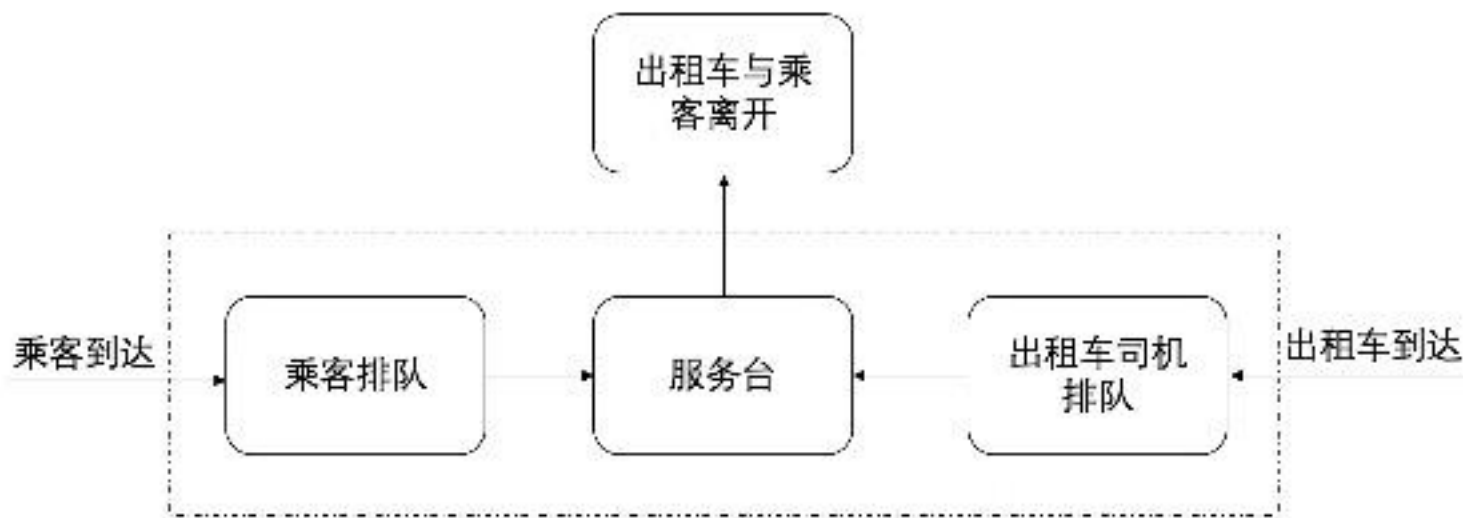 出租车与乘
客离开
乘客到达
乘客排队
服务台
出租车司机
排队
出租车到达